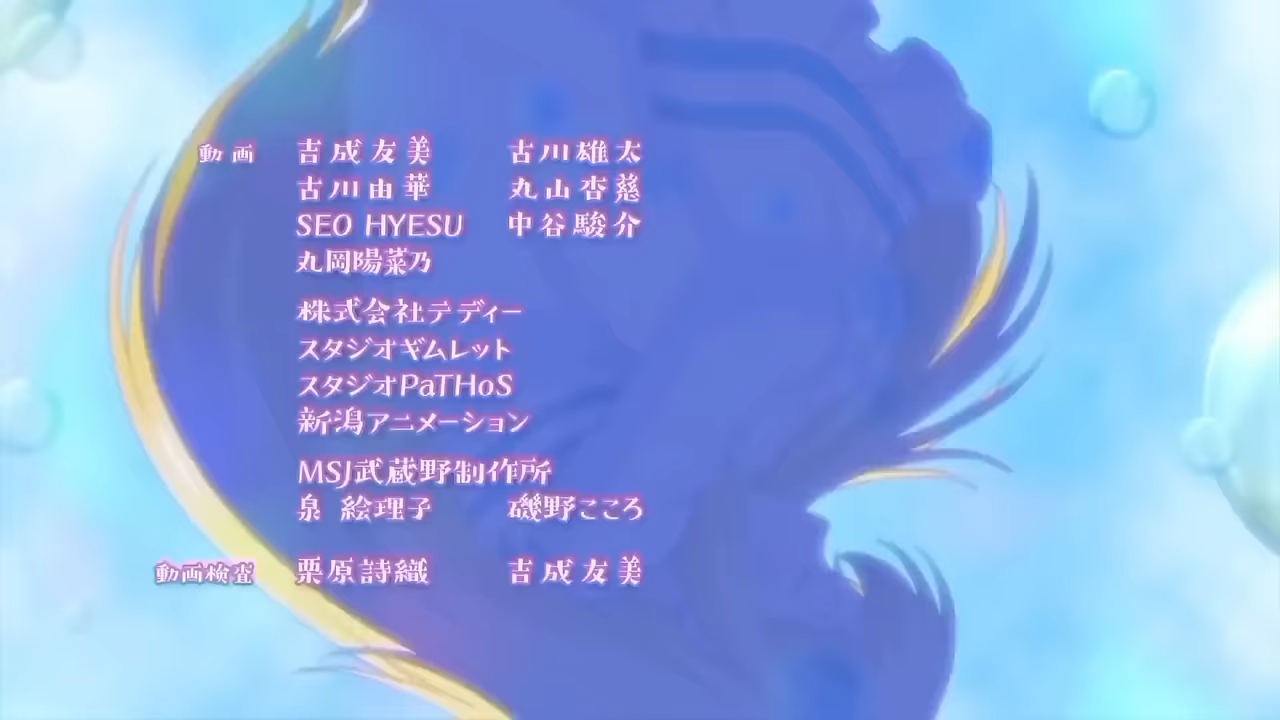 動画 吉成友美 古川雄太
古川由華 丸山杏慈
SEO HYESU 中谷駿介
丸岡陽菜乃
株式会社テディー
スタジオギムレット
スタジオPaTHoS
新潟アニメーション
MSJ武蔵野制作所
泉 絵理子 磯野こころ
動画検査 栗原詩織 吉成友美